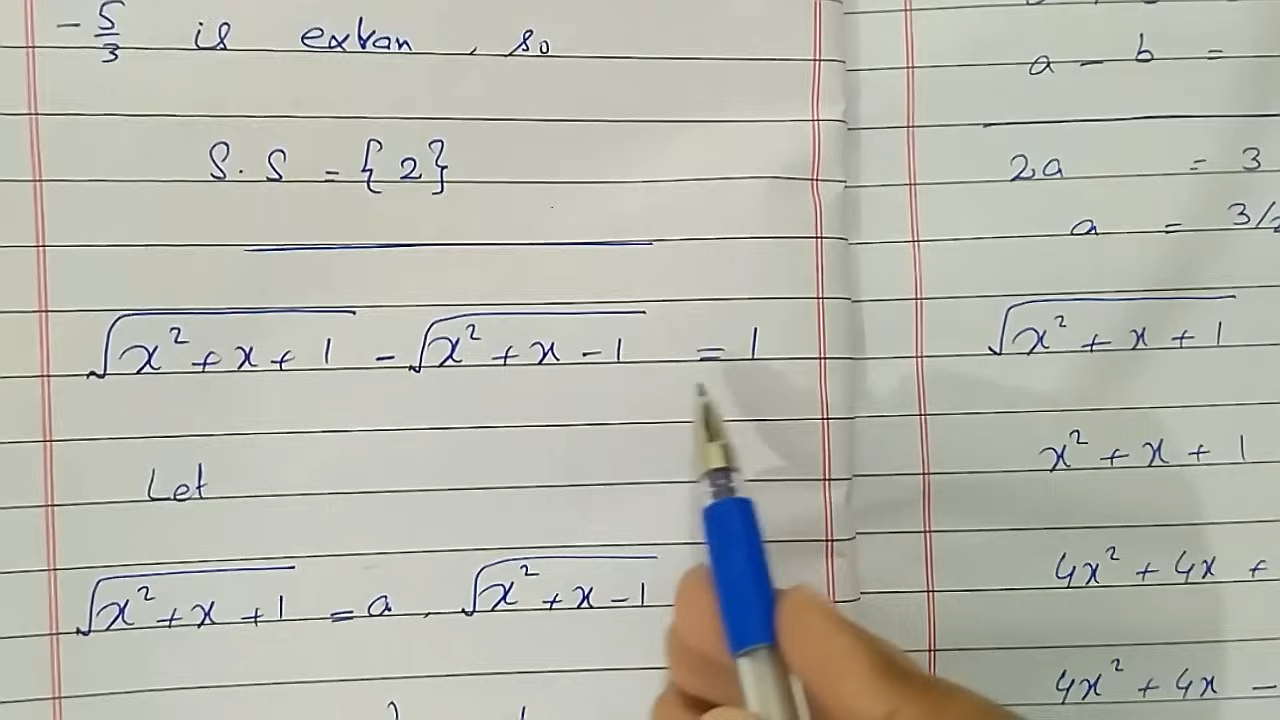 - 5/3 is extran, so
S.S = {2}
√(x² + x + 1) - √(x² + x - 1) = 1
Let
√(x² + x + 1) = a, √(x² + x - 1)
a - b =
2a = 3
a = 3/2
√(x² + x + 1)
x² + x + 1
4x² + 4x +
4x² + 4x -